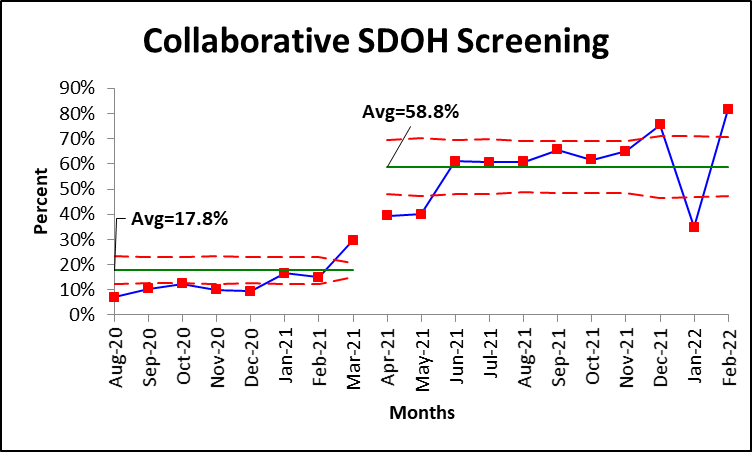 Collaborative SDOH Screening
90%
80%
70%
60%
50%
40%
30%
20%
10%
0%
Percent
Avg=17.8%
Avg=58.8%
Aug-20
Sep-20
Oct-20
Nov-20
Dec-20
Jan-21
Feb-21
Mar-21
Apr-21
May-21
Jun-21
Jul-21
Aug-21
Sep-21
Oct-21
Nov-21
Dec-21
Jan-22
Feb-22
Months